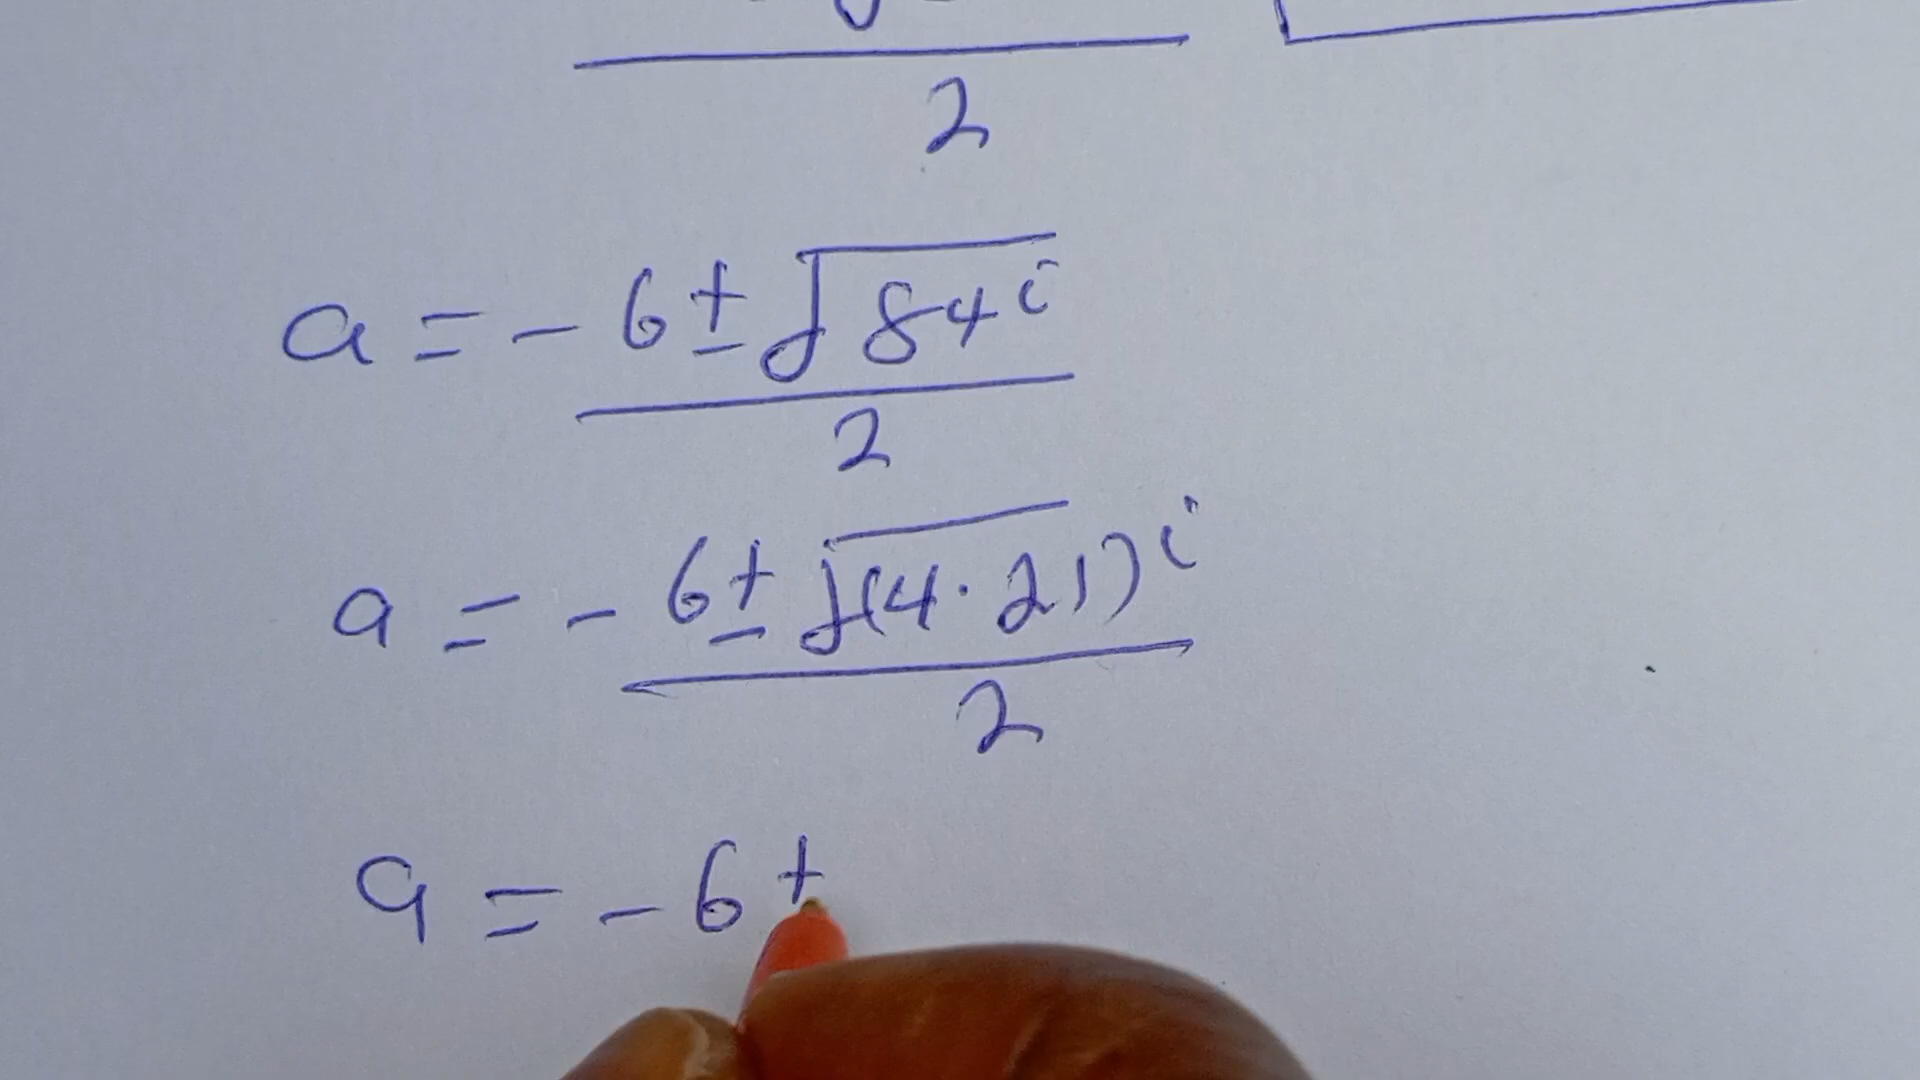 2
a = - 6 ± √84 i
2
a = - 6 ± √(4 · 21) i
2
a = - 6 +